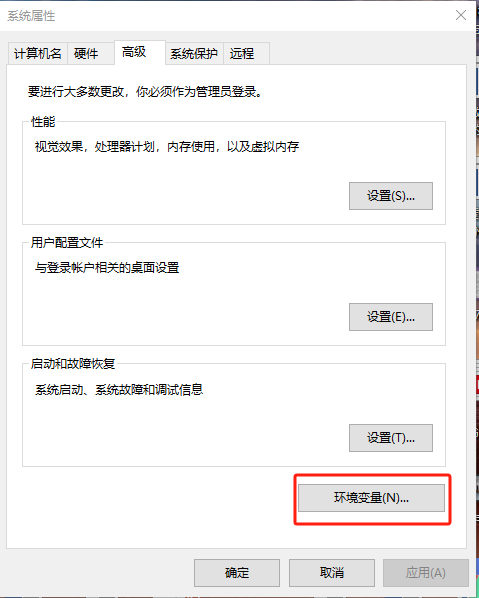 系统属性
计算机名 硬件 高级 系统保护 远程
要进行大多数更改，你必须作为管理员登录。
性能
视觉效果，处理器计划，内存使用，以及虚拟内存
设置(S)...
用户配置文件
与登录帐户相关的桌面设置
设置(E)...
启动和故障恢复
系统启动、系统故障和调试信息
设置(T)...
环境变量(N)...
确定 取消 应用(A)